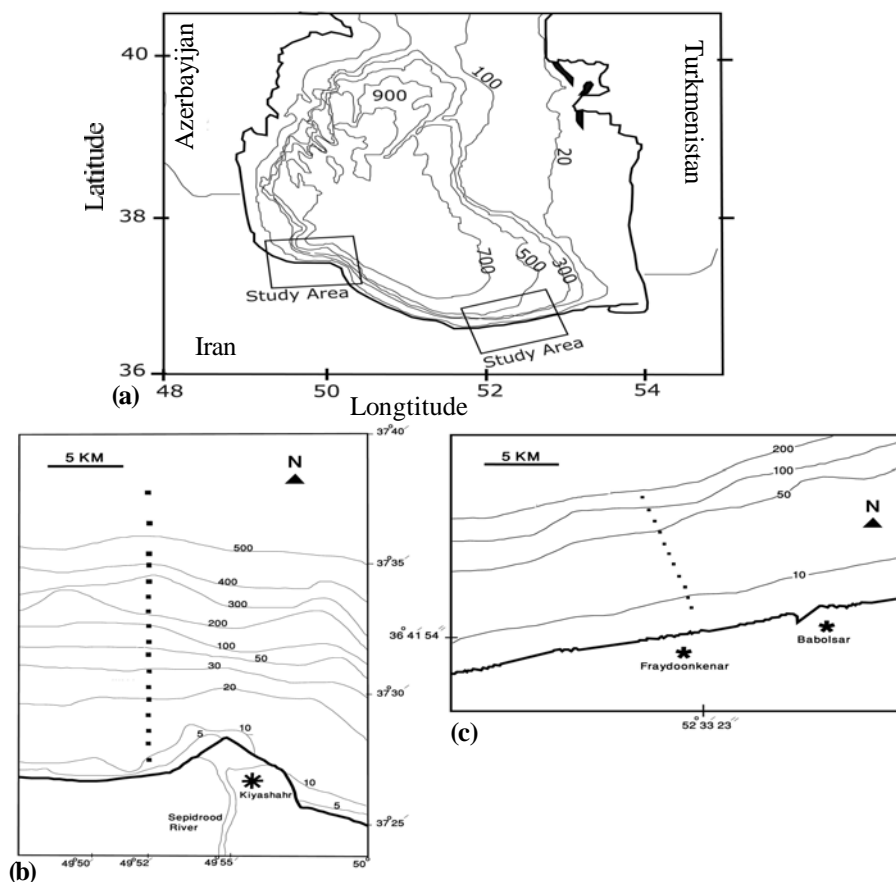 40
38
36
Latitude
Azerbayijan
Turkmenistan
Iran
900
100
20
700
500
300
Study Area
Study Area
48
50
52
54
(a)
Longtitude
5 KM
N
37°40'
37°35'
37°30'
37°25'
500
400
300
200
100
50
30
20
10
5
10
5
Kiyashahr
Sepidrood
River
49°50'
49°52'
49°55'
50°
(b)
5 KM
N
200
100
50
10
36 41 54
Babolsar
Fraydoonkenar
52° 33' 23"
(c)